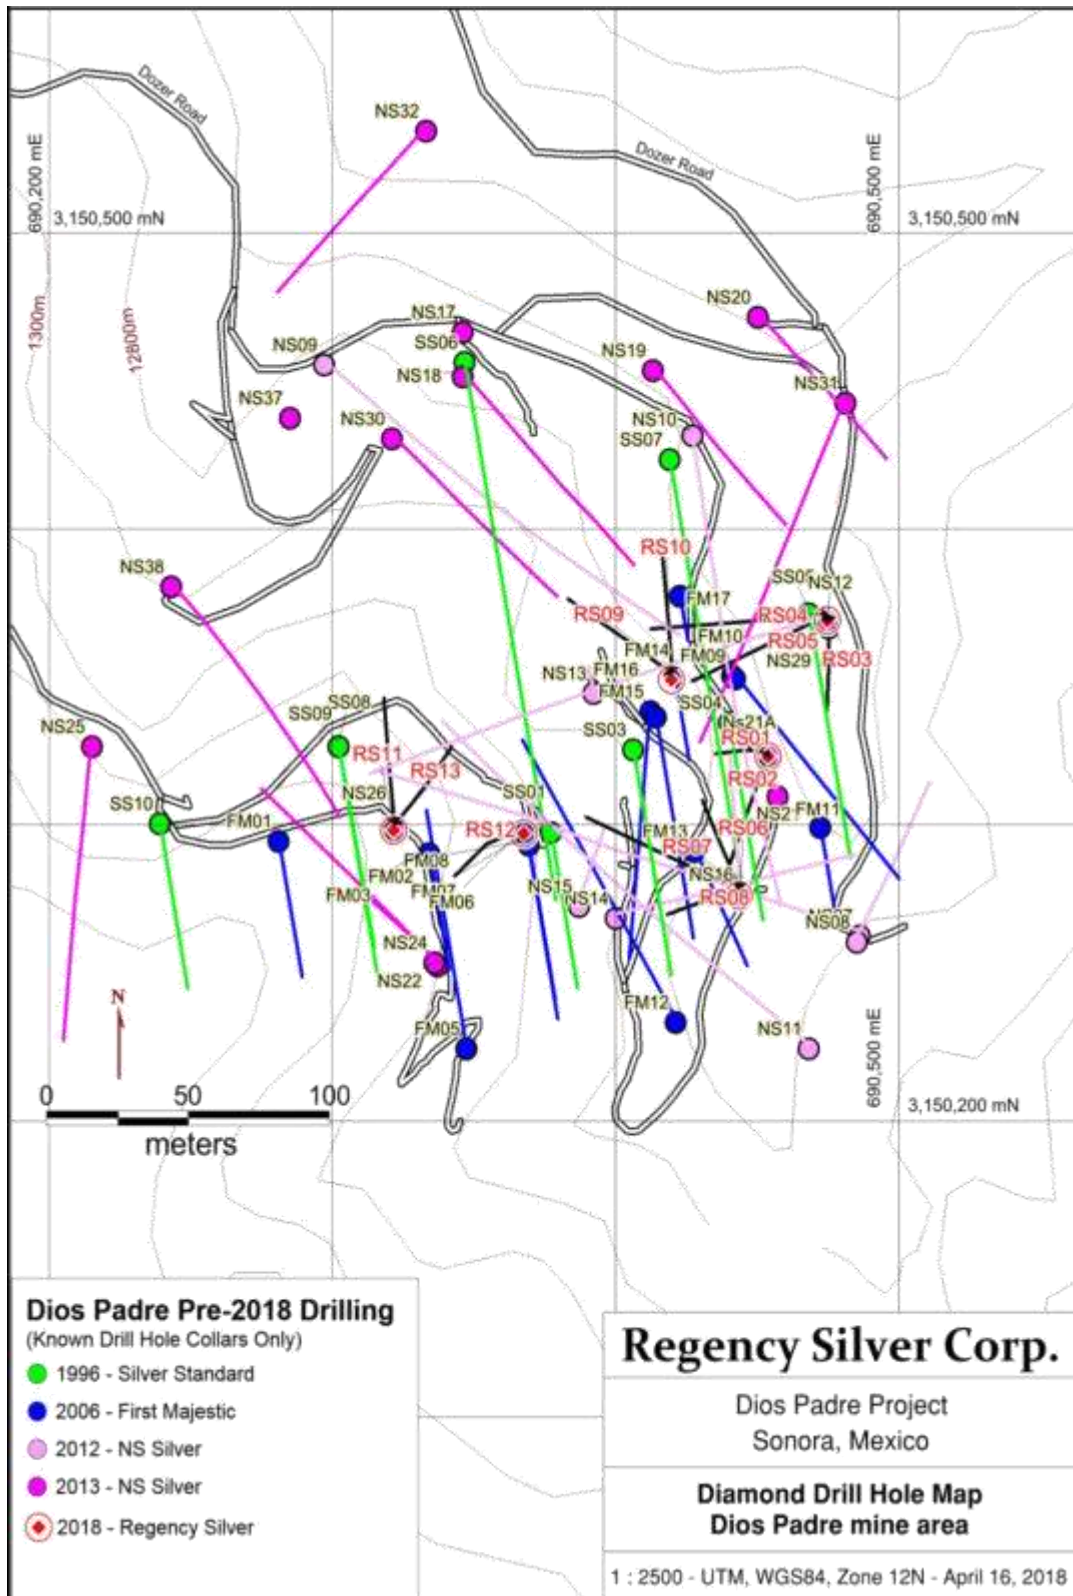 Dozer Road
NS32
Dozer Road
690,200 mE
690,500 mE
3,150,500 mN
3,150,500 mN
NS20
NS17
1300m
12800m
NS09
SS06
NS18
NS19
NS31
NS37
NS30
NS10
SS07
RS10
NS38
SS05
NS12
FM17
RS09
RS04
FM10
RS05
FM14
FM09
NS29
RS03
NS13
FM16
FM15
SS04
SS08
SS09
NS25
SS03
Ns21A
RS01
RS11
RS13
RS02
NS26
SS01
SS10
FM01
RS12
FM13
RS06
NS2
FM11
FM08
FM02
RS07
FM07
FM03
FM06
NS15
NS14
NS16
RS08
NS08
NS24
NS22
FM12
FM05
NS11
N
690,500 mE
0 50 100
meters
3,150,200 mN
Dios Padre Pre-2018 Drilling
(Known Drill Hole Collars Only)
1996 - Silver Standard
2006 - First Majestic
2012 - NS Silver
2013 - NS Silver
2018 - Regency Silver
Regency Silver Corp.
Dios Padre Project
Sonora, Mexico
Diamond Drill Hole Map
Dios Padre mine area
1 : 2500 - UTM, WGS84, Zone 12N - April 16, 2018